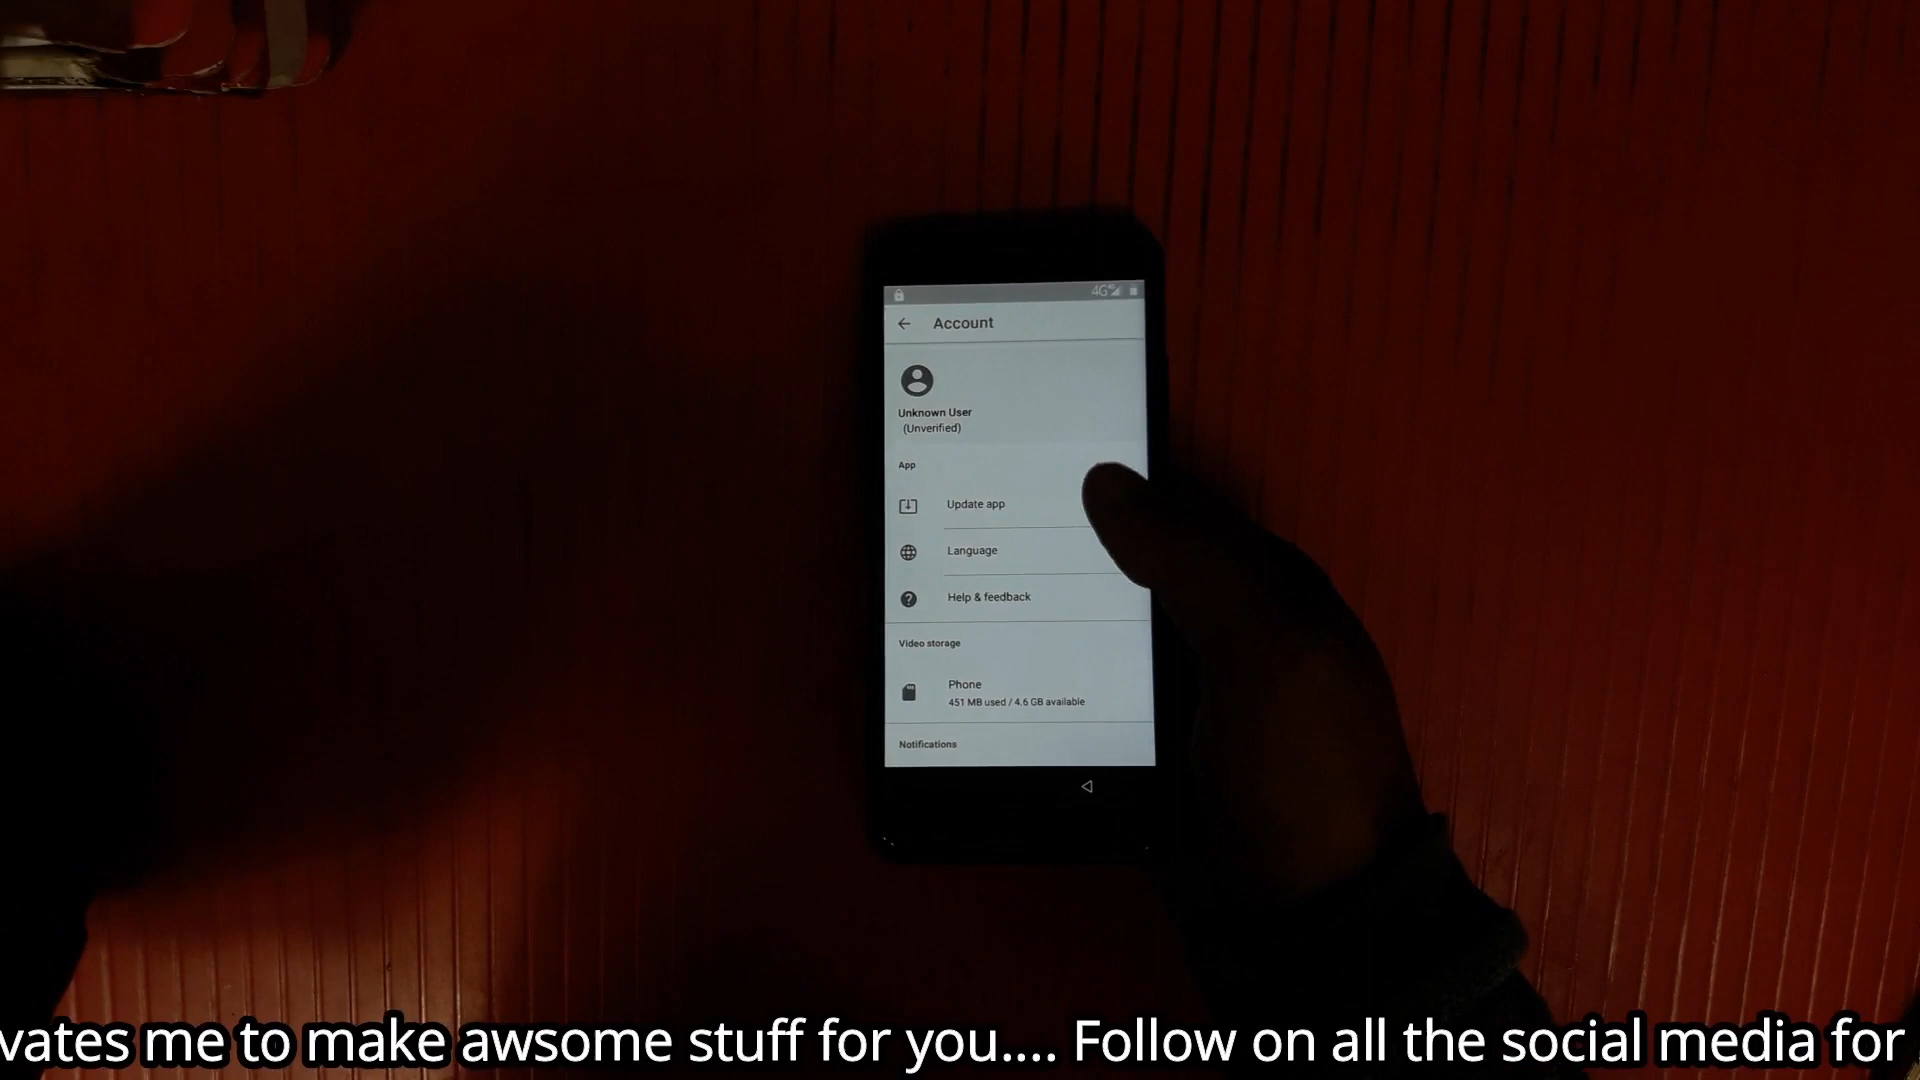 4G
Account
Unknown User
(Unverified)
App
Update app
Language
Help & feedback
Video storage
Phone
451 MB used / 4.6 GB available
Notifications
vates me to make awsome stuff for you.... Follow on all the social media for